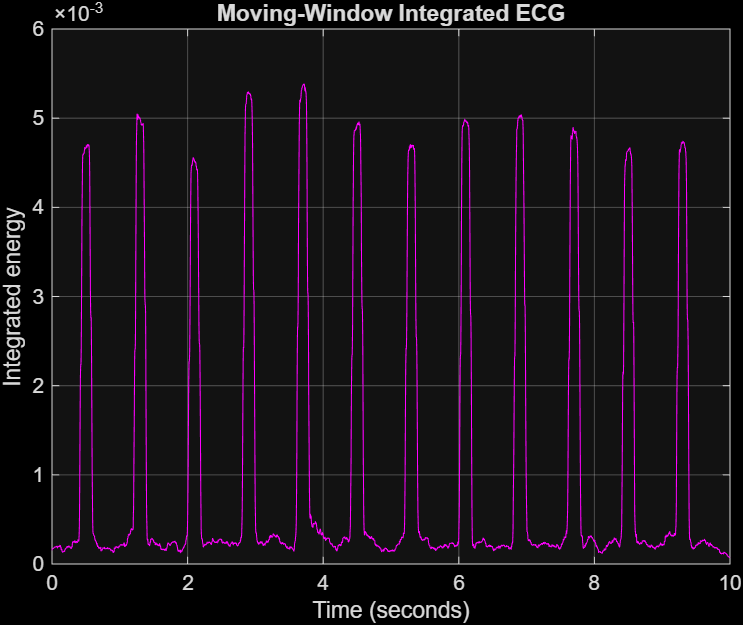 ×10⁻³
Moving-Window Integrated ECG
6
5
4
3
2
1
0
Integrated energy
0 2 4 6 8 10
Time (seconds)